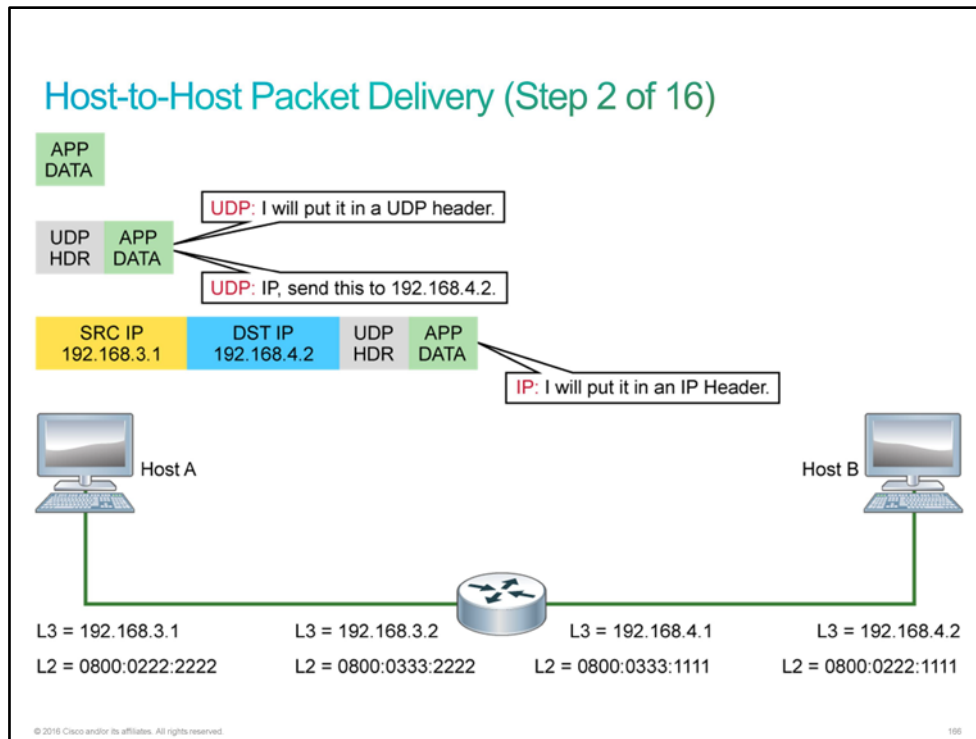 Host-to-Host Packet Delivery (Step 2 of 16)
APP
DATA
UDP: I will put it in a UDP header.
UDP
HDR
APP
DATA
UDP: IP, send this to 192.168.4.2.
SRC IP
192.168.3.1
DST IP
192.168.4.2
UDP
HDR
APP
DATA
IP: I will put it in an IP Header.
Host A
Host B
L3 = 192.168.3.1
L3 = 192.168.3.2
L3 = 192.168.4.1
L3 = 192.168.4.2
L2 = 0800:0222:2222
L2 = 0800:0333:2222
L2 = 0800:0333:1111
L2 = 0800:0222:1111
© 2016 Cisco and/or its affiliates. All rights reserved.
166